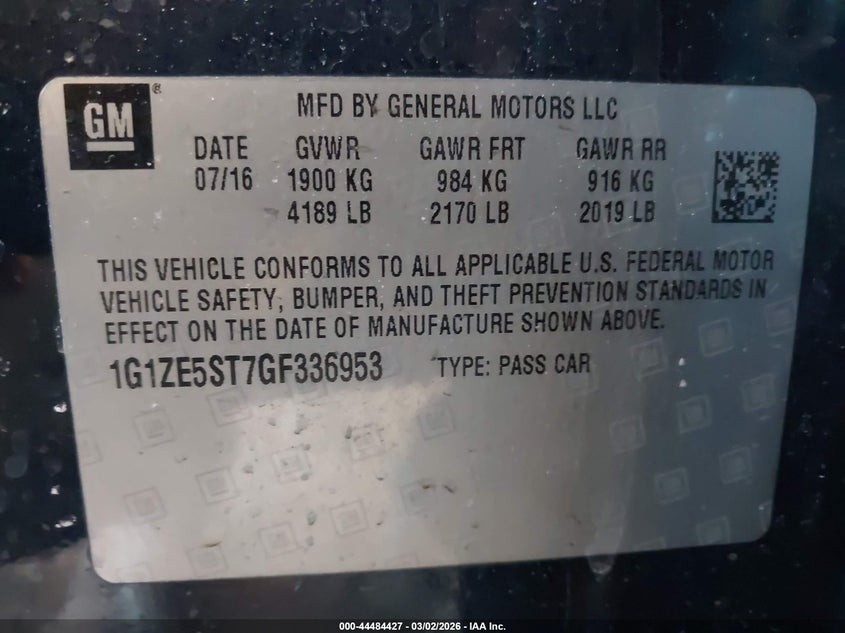 GM®
MFD BY GENERAL MOTORS LLC
DATE GVWR GAWR FRT GAWR RR
07/16 1900 KG 984 KG 916 KG
4189 LB 2170 LB 2019 LB
THIS VEHICLE CONFORMS TO ALL APPLICABLE U.S. FEDERAL MOTOR
VEHICLE SAFETY, BUMPER, AND THEFT PREVENTION STANDARDS IN
EFFECT ON THE DATE OF MANUFACTURE SHOWN ABOVE.
1G1ZE5ST7GF336953 TYPE: PASS CAR
000-44484427 - 03/02/2026 - IAA Inc.